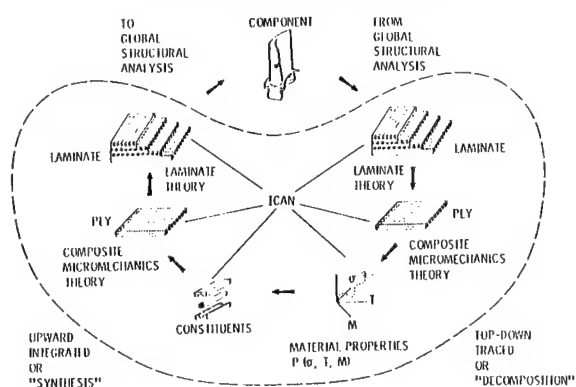 TO
GLOBAL
STRUCTURAL
ANALYSIS
COMPONENT
FROM
GLOBAL
STRUCTURAL
ANALYSIS
LAMINATE
LAMINATE
THEORY
LAMINATE
LAMINATE
THEORY
ICAN
PLY
PLY
COMPOSITE
MICROMECHANICS
THEORY
COMPOSITE
MICROMECHANICS
THEORY
σ
T
M
CONSTITUENTS
MATERIAL PROPERTIES
P (σ, T, M)
UPWARD
INTEGRATED
OR
"SYNTHESIS"
TOP-DOWN
TRACED
OR
"DECOMPOSITION"